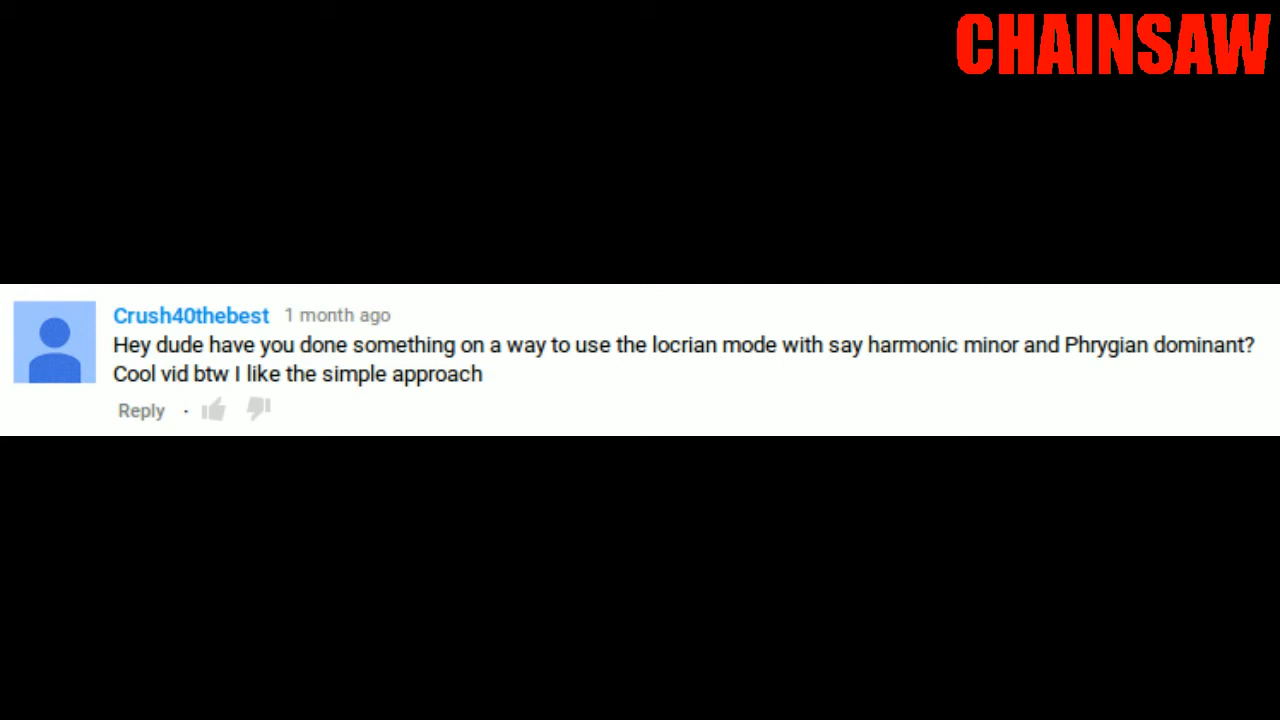 CHAINSAW
Crush40thebest 1 month ago
Hey dude have you done something on a way to use the locrian mode with say harmonic minor and Phrygian dominant?
Cool vid btw I like the simple approach
Reply ·